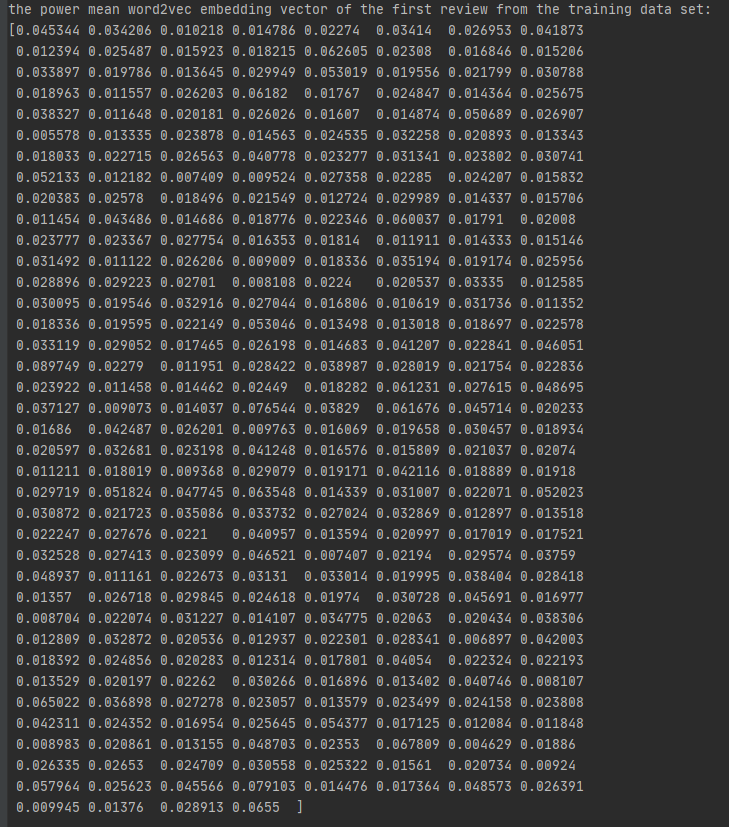 the power mean word2vec embedding vector of the first review from the training data set:
[0.045344 0.034206 0.010218 0.014786 0.02274  0.03414  0.026953 0.041873
 0.012394 0.025487 0.015923 0.018215 0.062605 0.02308  0.016846 0.015206
 0.033897 0.019786 0.013645 0.029949 0.053019 0.019556 0.021799 0.030788
 0.018963 0.011557 0.026203 0.06182  0.01767  0.024847 0.014364 0.025675
 0.038327 0.011648 0.020181 0.026026 0.01607  0.014874 0.050689 0.026907
 0.005578 0.013335 0.023878 0.014563 0.024535 0.032258 0.020893 0.013343
 0.018033 0.022715 0.026563 0.040778 0.023277 0.031341 0.023802 0.030741
 0.052133 0.012182 0.007409 0.009524 0.027358 0.02285  0.024207 0.015832
 0.020383 0.02578  0.018496 0.021549 0.012724 0.029989 0.014337 0.015706
 0.011454 0.043486 0.014686 0.018776 0.022346 0.060037 0.01791  0.02008
 0.023777 0.023367 0.027754 0.016353 0.01814  0.011911 0.014333 0.015146
 0.031492 0.011122 0.026206 0.009009 0.018336 0.035194 0.019174 0.025956
 0.028896 0.029223 0.02701  0.008108 0.0224   0.020537 0.03335  0.012585
 0.030095 0.019546 0.032916 0.027044 0.016806 0.010619 0.031736 0.011352
 0.018336 0.019595 0.022149 0.053046 0.013498 0.013018 0.018697 0.022578
 0.033119 0.029052 0.017465 0.026198 0.014683 0.041207 0.022841 0.046051
 0.089749 0.02279  0.011951 0.028422 0.038987 0.028019 0.021754 0.022836
 0.023922 0.011458 0.014462 0.02449  0.018282 0.061231 0.027615 0.048695
 0.037127 0.009073 0.014037 0.076544 0.03829  0.061676 0.045714 0.020233
 0.01686  0.042487 0.026201 0.009763 0.016069 0.019658 0.030457 0.018934
 0.020597 0.032681 0.023198 0.041248 0.016576 0.015809 0.021037 0.02074
 0.011211 0.018019 0.009368 0.029079 0.019171 0.042116 0.018889 0.01918
 0.029719 0.051824 0.047745 0.063548 0.014339 0.031007 0.022071 0.052023
 0.030872 0.021723 0.035086 0.033732 0.027024 0.032869 0.012897 0.013518
 0.022247 0.027676 0.0221   0.040957 0.013594 0.020997 0.017019 0.017521
 0.032528 0.027413 0.023099 0.046521 0.007407 0.02194  0.029574 0.03759
 0.048937 0.011161 0.022673 0.03131  0.033014 0.019995 0.038404 0.028418
 0.01357  0.026718 0.029845 0.024618 0.01974  0.030728 0.045691 0.016977
 0.008704 0.022074 0.031227 0.014107 0.034775 0.02063  0.020434 0.038306
 0.012809 0.032872 0.020536 0.012937 0.022301 0.028341 0.006897 0.042003
 0.018392 0.024856 0.020283 0.012314 0.017801 0.04054  0.022324 0.022193
 0.013529 0.020197 0.02262  0.030266 0.016896 0.013402 0.040746 0.008107
 0.065022 0.036898 0.027278 0.023057 0.013579 0.023499 0.024158 0.023808
 0.042311 0.024352 0.016954 0.025645 0.054377 0.017125 0.012084 0.011848
 0.008983 0.020861 0.013155 0.048703 0.02353  0.067809 0.004629 0.01886
 0.026335 0.02653  0.024709 0.030558 0.025322 0.01561  0.020734 0.00924
 0.057964 0.025623 0.045566 0.079103 0.014476 0.017364 0.048573 0.026391
 0.009945 0.01376  0.028913 0.0655  ]